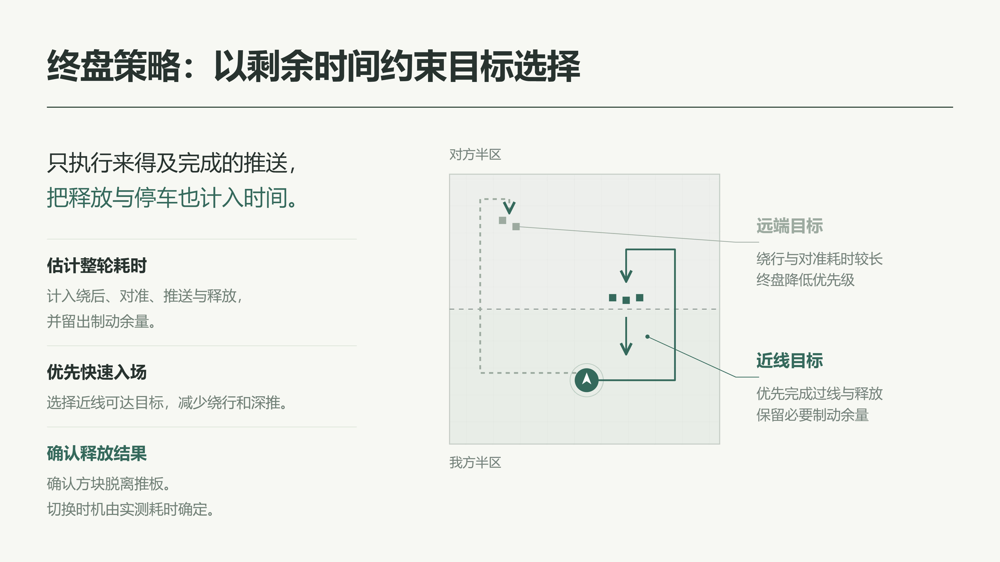 终盘策略：以剩余时间约束目标选择
只执行来得及完成的推送，
把释放与停车也计入时间。
估计整轮耗时
计入绕后、对准、推送与释放，
并留出制动余量。
优先快速入场
选择近线可达目标，减少绕行和深推。
确认释放结果
确认方块脱离推板。
切换时机由实测耗时确定。
对方半区
我方半区
远端目标
绕行与对准耗时较长
终盘降低优先级
近线目标
优先完成过线与释放
保留必要制动余量